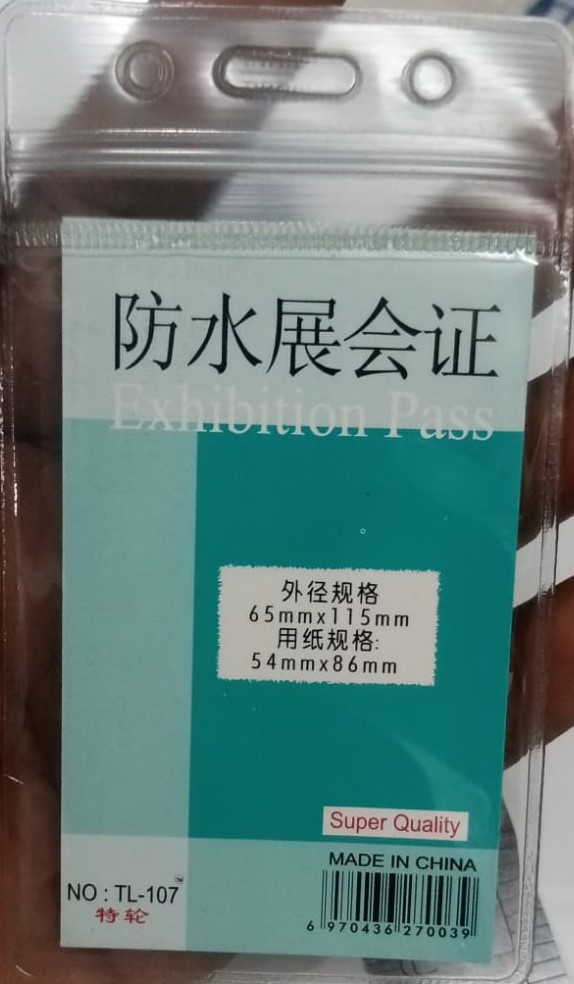 防水展会证
Exhibition Pass
外径规格
65mmx115mm
用纸规格:
54mmx86mm
Super Quality
MADE IN CHINA
NO : TL-107
特轮
6 970436 270039